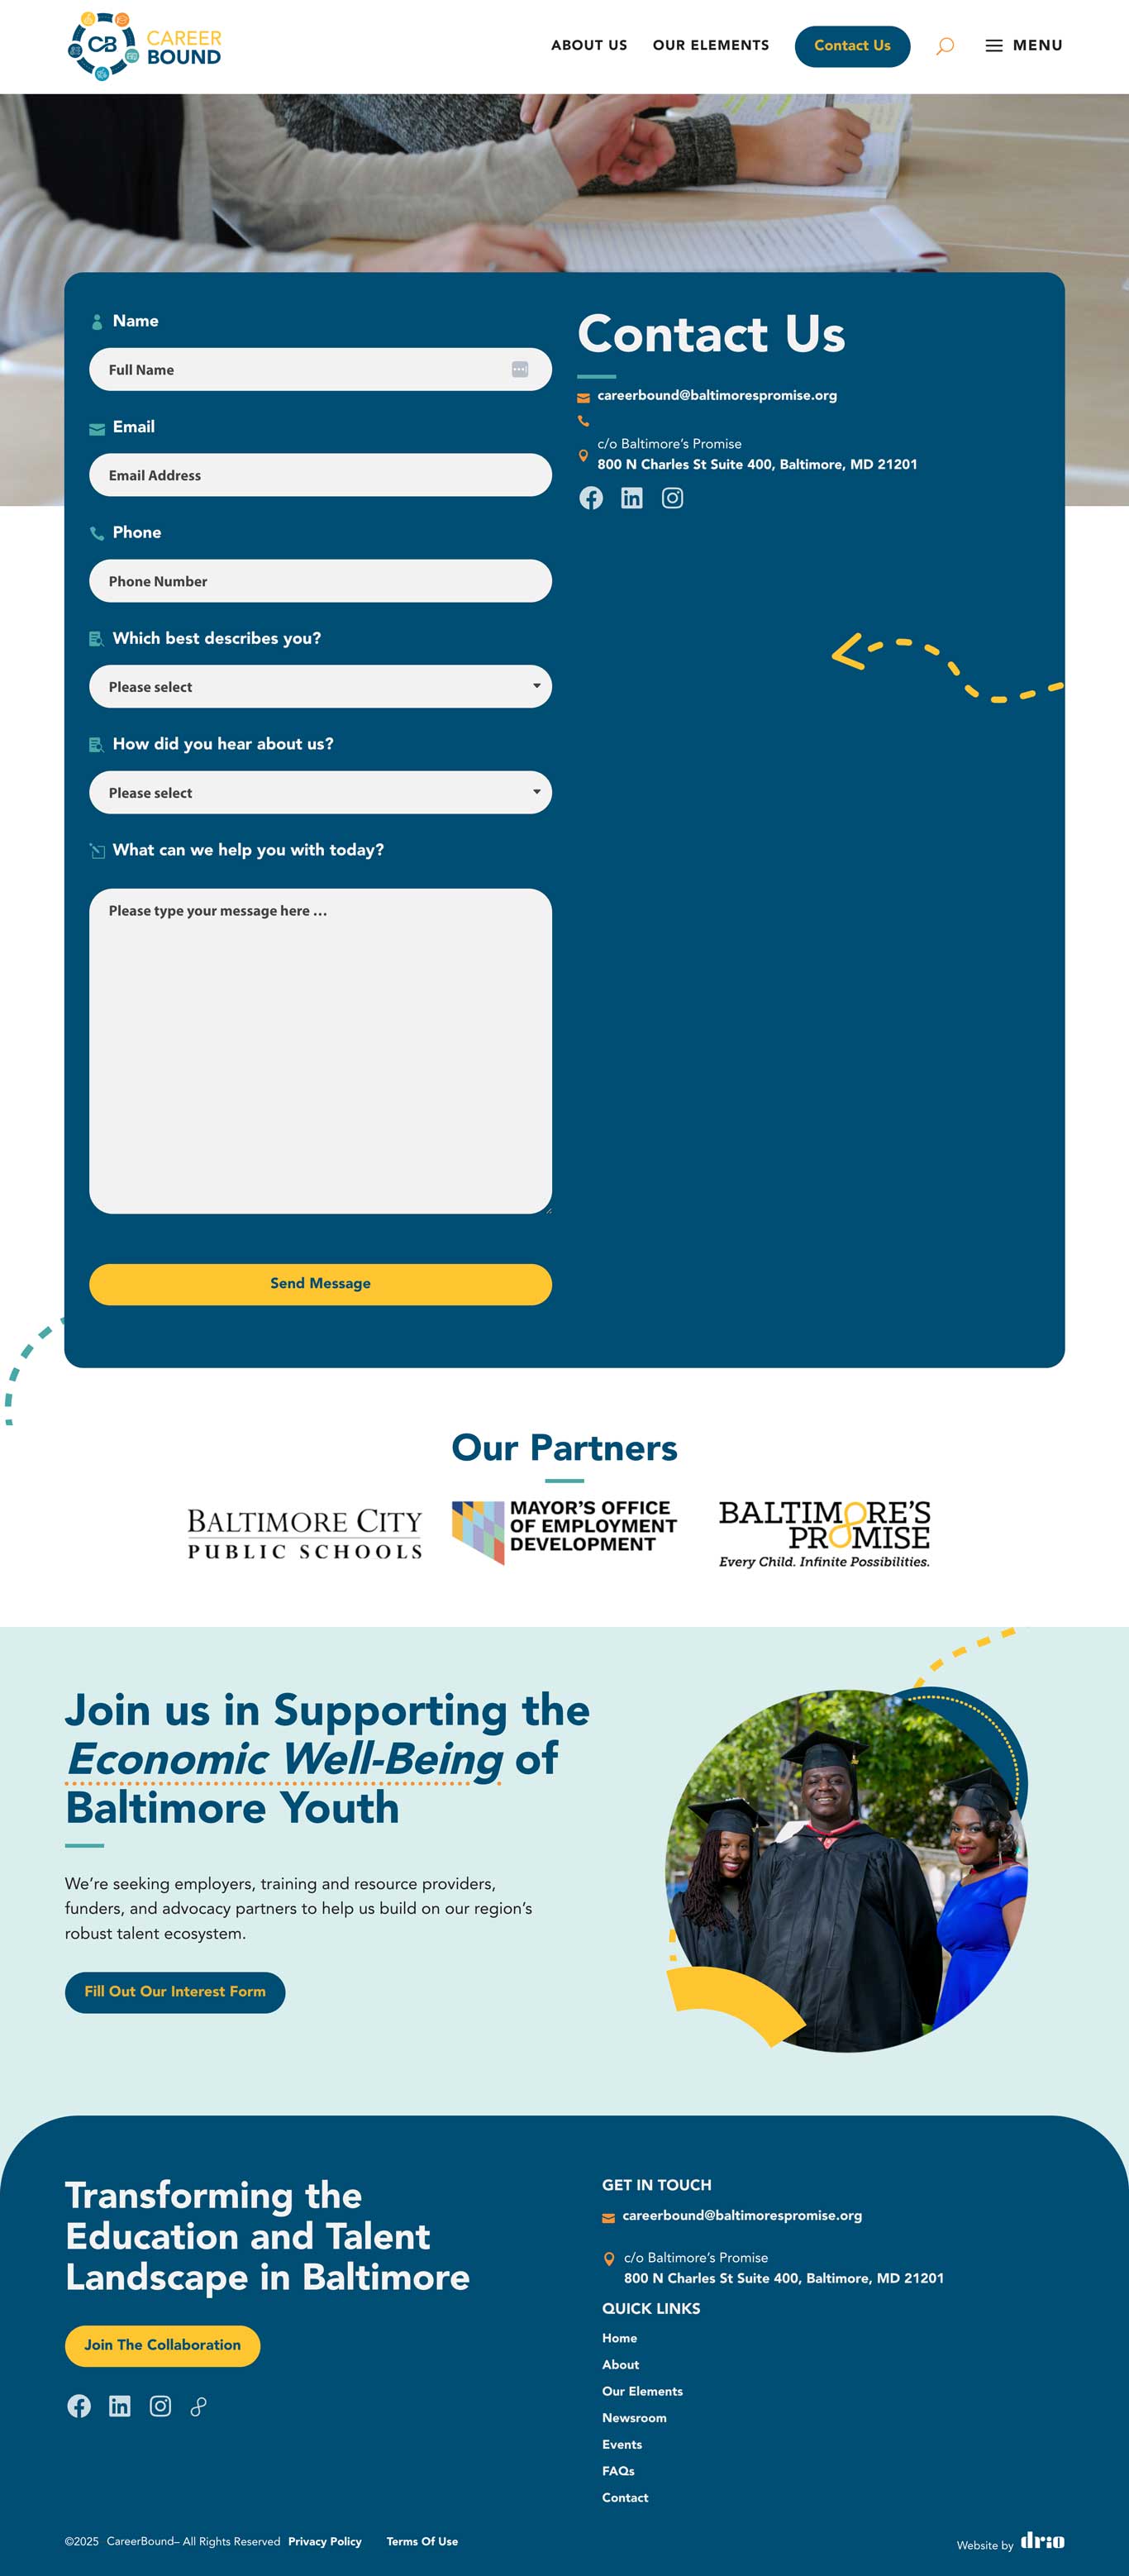 CB
CAREER
BOUND
ABOUT US
OUR ELEMENTS
Contact Us
MENU
Name
Full Name
Email
Email Address
Phone
Phone Number
Which best describes you?
Please select
How did you hear about us?
Please select
What can we help you with today?
Please type your message here ...
Send Message
Contact Us
careerbound@baltimorespromise.org
c/o Baltimore's Promise
800 N Charles St Suite 400, Baltimore, MD 21201
Our Partners
BALTIMORE CITY
PUBLIC SCHOOLS
MAYOR'S OFFICE
OF EMPLOYMENT
DEVELOPMENT
BALTIMORE'S
PROMISE
Every Child. Infinite Possibilities.
Join us in Supporting the
Economic Well-Being of
Baltimore Youth
We're seeking employers, training and resource providers,
funders, and advocacy partners to help us build on our region's
robust talent ecosystem.
Fill Out Our Interest Form
Transforming the
Education and Talent
Landscape in Baltimore
Join The Collaboration
GET IN TOUCH
careerbound@baltimorespromise.org
c/o Baltimore's Promise
800 N Charles St Suite 400, Baltimore, MD 21201
QUICK LINKS
Home
About
Our Elements
Newsroom
Events
FAQs
Contact
©2025 CareerBound– All Rights Reserved Privacy Policy Terms Of Use
Website by drio